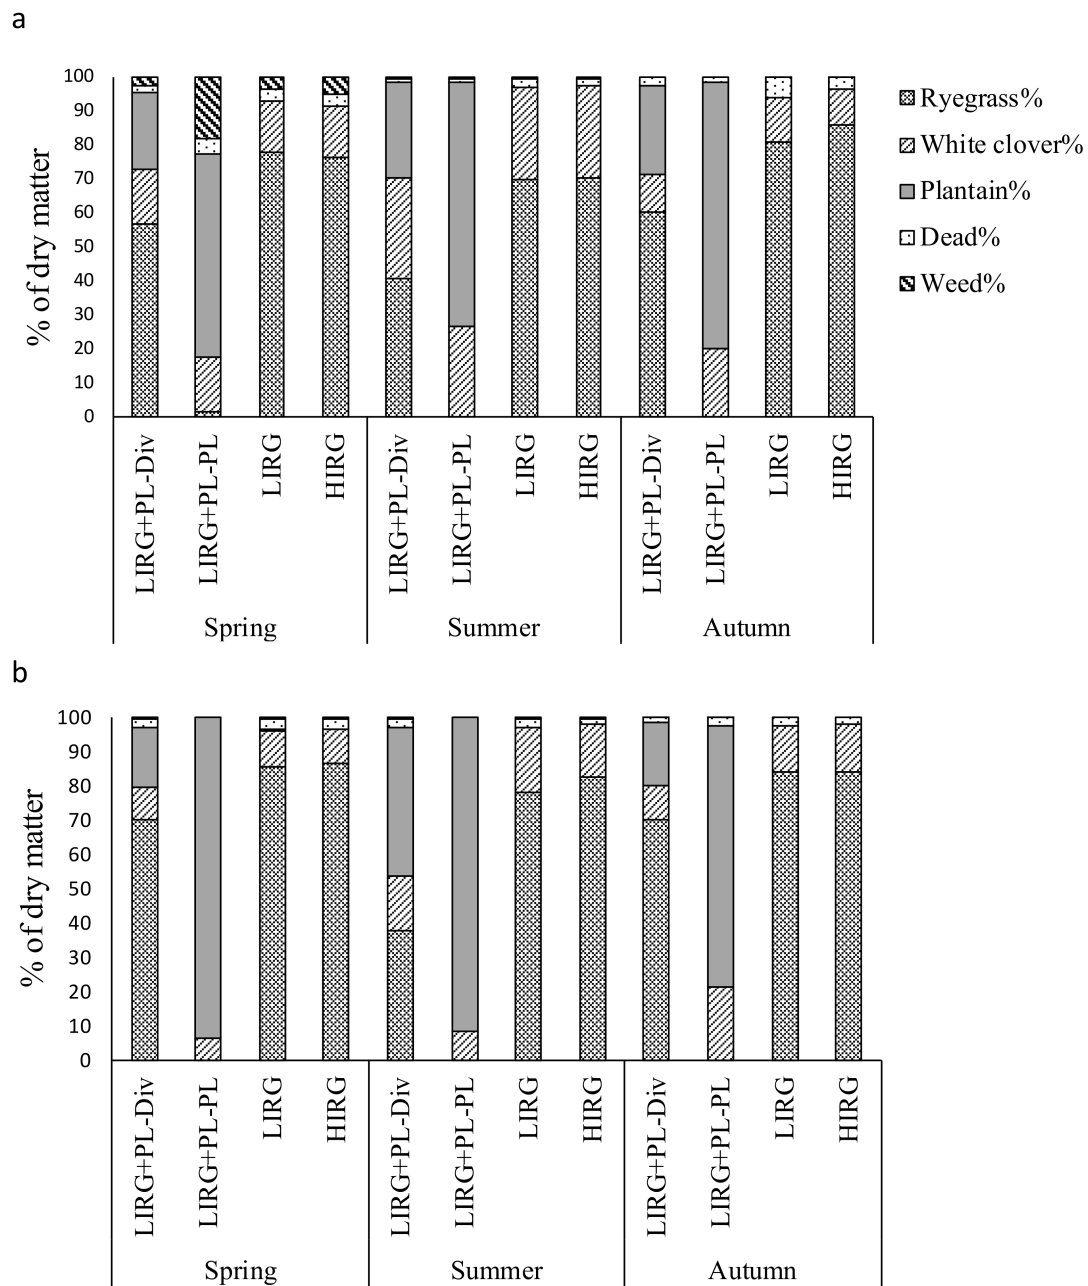 a
100
90
80
70
60
50
40
30
20
10
0
% of dry matter
Ryegrass%
White clover%
Plantain%
Dead%
Weed%
LIRG+PL-Div
LIRG+PL-PL
LIRG
HIRG
LIRG+PL-Div
LIRG+PL-PL
LIRG
HIRG
LIRG+PL-Div
LIRG+PL-PL
LIRG
HIRG
Spring
Summer
Autumn
b
100
90
80
70
60
50
40
30
20
10
0
% of dry matter
LIRG+PL-Div
LIRG+PL-PL
LIRG
HIRG
LIRG+PL-Div
LIRG+PL-PL
LIRG
HIRG
LIRG+PL-Div
LIRG+PL-PL
LIRG
HIRG
Spring
Summer
Autumn